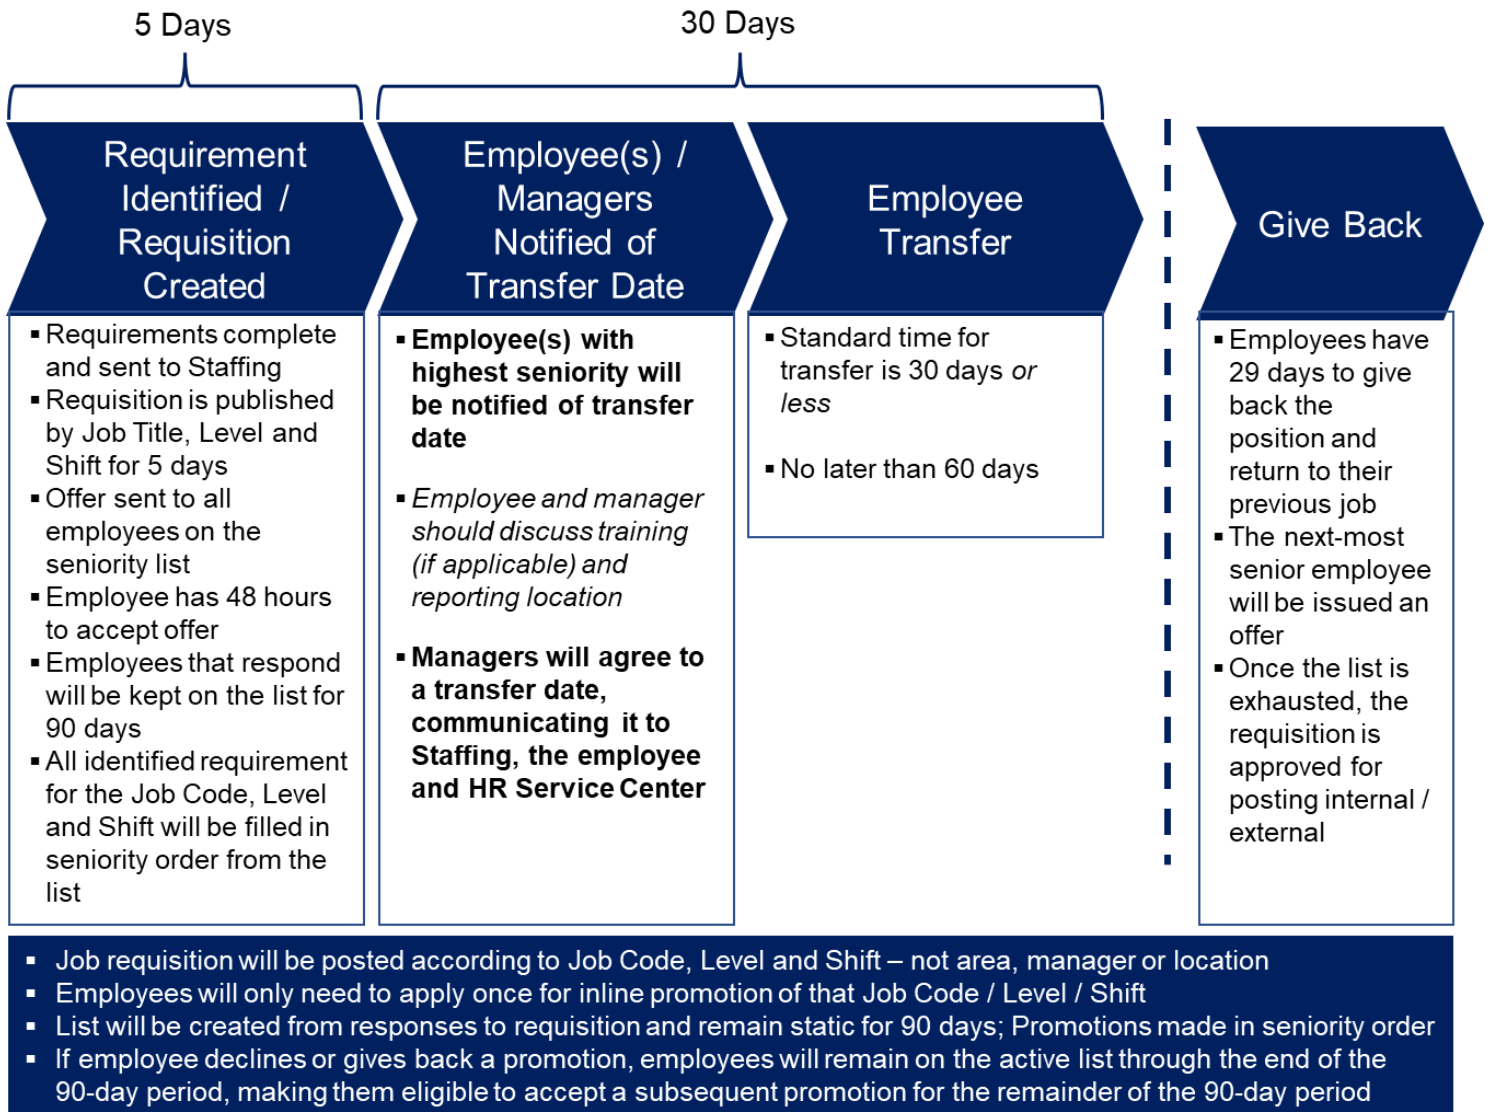 5 Days
30 Days
Requirement
Identified /
Requisition
Created
▪ Requirements complete
and sent to Staffing
▪ Requisition is published
by Job Title, Level and
Shift for 5 days
▪ Offer sent to all
employees on the
seniority list
▪ Employee has 48 hours
to accept offer
▪ Employees that respond
will be kept on the list for
90 days
▪ All identified requirement
for the Job Code, Level
and Shift will be filled in
seniority order from the
list
Employee(s) /
Managers
Notified of
Transfer Date
▪ Employee(s) with
highest seniority will
be notified of transfer
date
▪ Employee and manager
should discuss training
(if applicable) and
reporting location
▪ Managers will agree to
a transfer date,
communicating it to
Staffing, the employee
and HR Service Center
Employee
Transfer
▪ Standard time for
transfer is 30 days or
less
▪ No later than 60 days
Give Back
▪ Employees have
29 days to give
back the
position and
return to their
previous job
▪ The next-most
senior employee
will be issued an
offer
▪ Once the list is
exhausted, the
requisition is
approved for
posting internal /
external
▪ Job requisition will be posted according to Job Code, Level and Shift – not area, manager or location
▪ Employees will only need to apply once for inline promotion of that Job Code / Level / Shift
▪ List will be created from responses to requisition and remain static for 90 days; Promotions made in seniority order
▪ If employee declines or gives back a promotion, employees will remain on the active list through the end of the
90-day period, making them eligible to accept a subsequent promotion for the remainder of the 90-day period